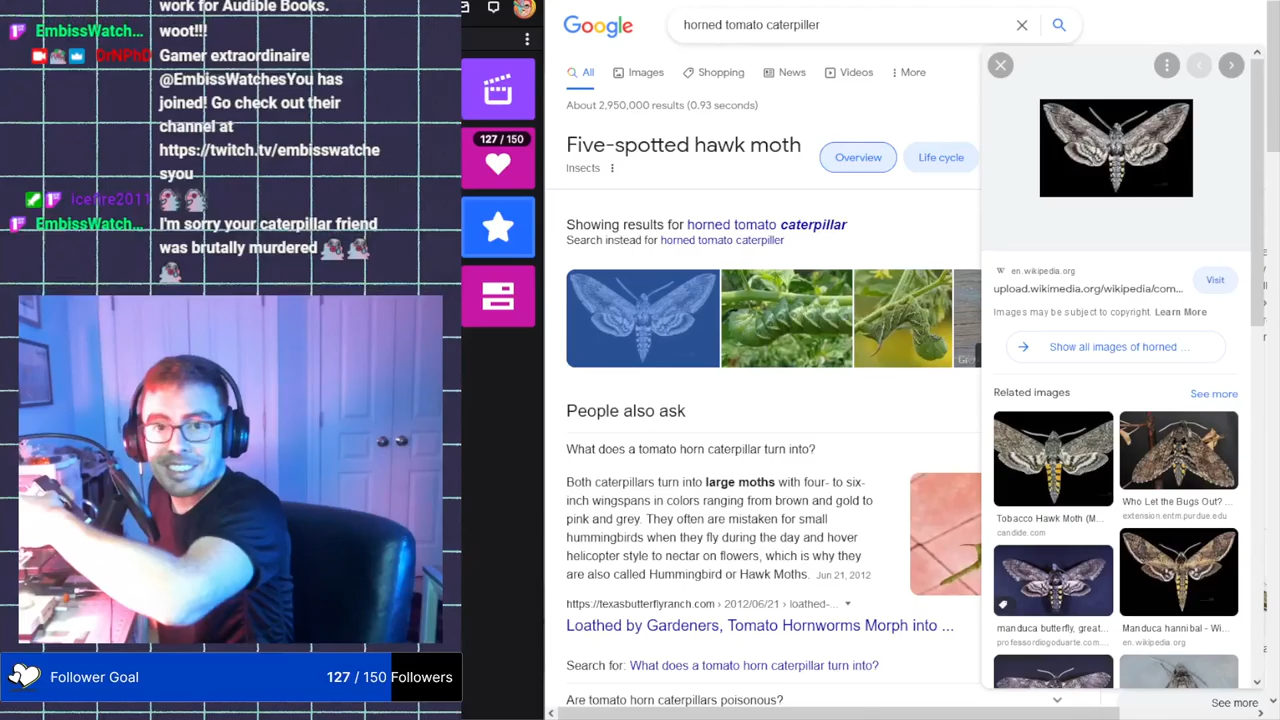 work for Audible Books.
EmbissWatch... woot!!!
DrNPhD Gamer extraordinaire
@EmbissWatchesYou has
joined! Go check out their
channel at
https://twitch.tv/embisswatche
syou
icefire2011
EmbissWatch... I'm sorry your caterpillar friend
was brutally murdered
127 / 150
Follower Goal 127 / 150 Followers
Google
horned tomato caterpiller
All Images Shopping News Videos More
About 2,950,000 results (0.93 seconds)
Five-spotted hawk moth
Insects
Overview Life cycle
Showing results for horned tomato caterpillar
Search instead for horned tomato caterpiller
People also ask
What does a tomato horn caterpillar turn into?
Both caterpillars turn into large moths with four- to six-
inch wingspans in colors ranging from brown and gold to
pink and grey. They often are mistaken for small
hummingbirds when they fly during the day and hover
helicopter style to nectar on flowers, which is why they
are also called Hummingbird or Hawk Moths. Jun 21, 2012
https://texasbutterflyranch.com › 2012/06/21 › loathed-...
Loathed by Gardeners, Tomato Hornworms Morph into ...
Search for: What does a tomato horn caterpillar turn into?
Are tomato horn caterpillars poisonous?
W en.wikipedia.org
upload.wikimedia.org/wikipedia/com...
Visit
Images may be subject to copyright. Learn More
Show all images of horned ...
Related images
See more
Tobacco Hawk Moth (M...
candide.com
Who Let the Bugs Out? ...
extension.entm.purdue.edu
manduca butterfly, great...
professordiogoduarte.com....
Manduca hannibal - Wi...
en.wikipedia.org
See more